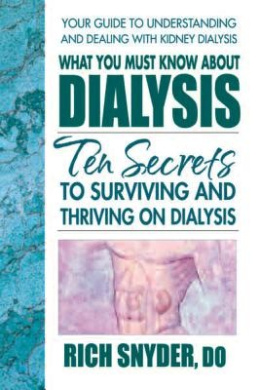 YOUR GUIDE TO UNDERSTANDING
AND DEALING WITH KIDNEY DIALYSIS
WHAT YOU MUST KNOW ABOUT
DIALYSIS
Ten Secrets
TO SURVIVING AND
THRIVING ON DIALYSIS
RICH SNYDER, DO